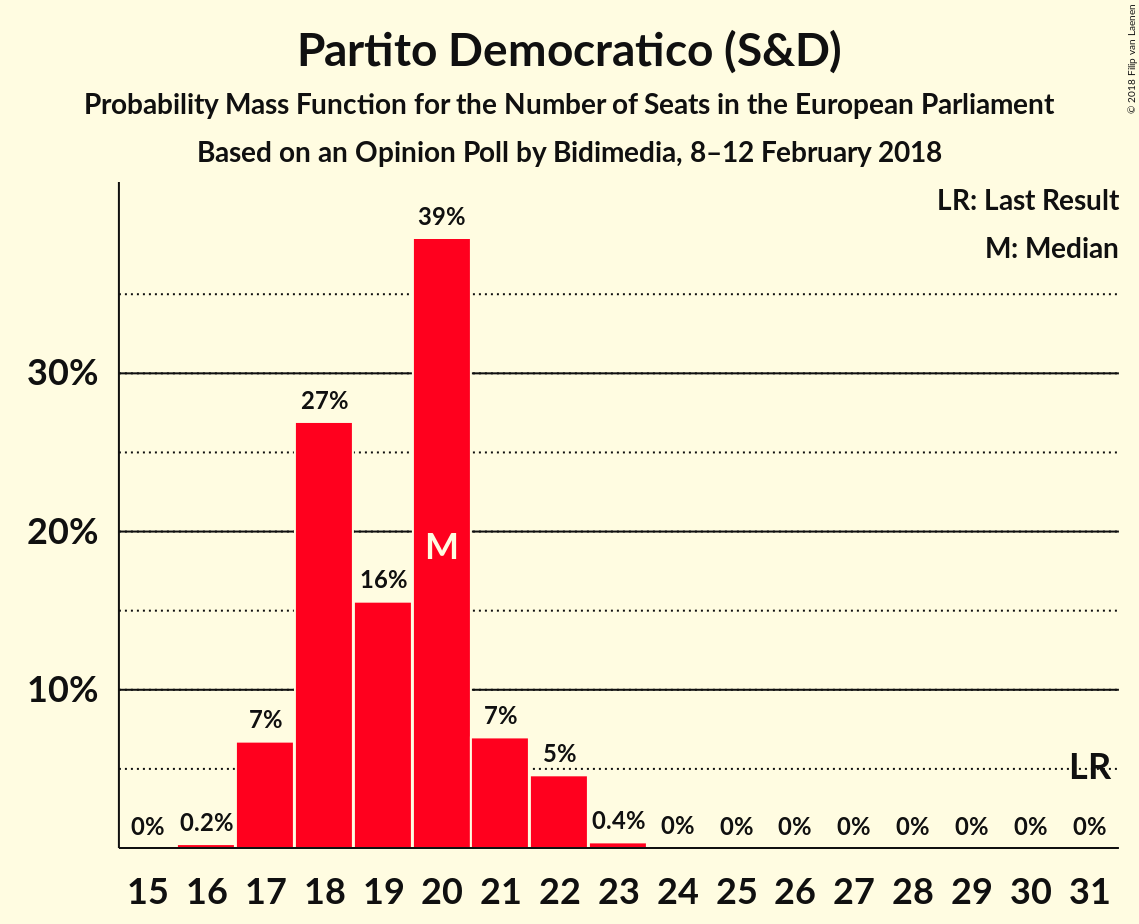 Partito Democratico (S&D)
Probability Mass Function for the Number of Seats in the European Parliament
Based on an Opinion Poll by Bidimedia, 8–12 February 2018
© 2018 Filip van Laenen
LR: Last Result
M: Median
30%
20%
10%
0%
0.2%
7%
27%
16%
39%
M
7%
5%
0.4%
0%
0%
0%
0%
0%
0%
0%
0%
LR
15 16 17 18 19 20 21 22 23 24 25 26 27 28 29 30 31